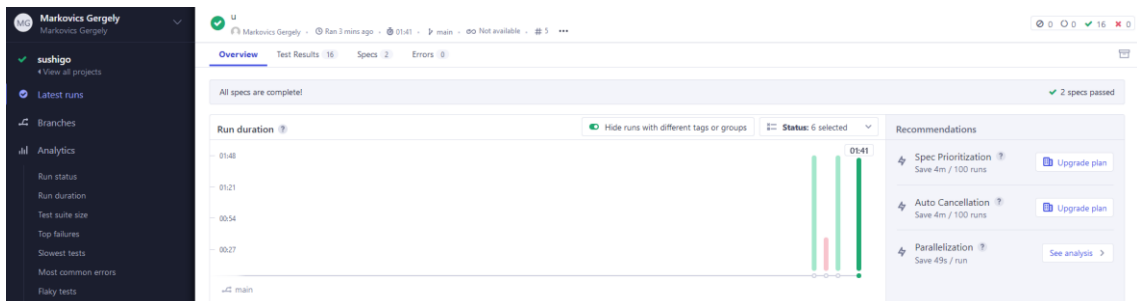 MG
Markovics Gergely
Markovics Gergely
sushigo
View all projects
Latest runs
Branches
Analytics
Run status
Run duration
Test suite size
Top failures
Slowest tests
Most common errors
Flaky tests
u
Markovics Gergely - Ran 3 mins ago - 01:41 - main - Not available - # 5 •••
0 0 16 0
Overview Test Results 16 Specs 2 Errors 0
All specs are complete!
2 specs passed
Run duration ?
Hide runs with different tags or groups
Status: 6 selected
01:48
01:21
00:54
00:27
01:41
main
Recommendations
Spec Prioritization ?
Save 4m / 100 runs
Upgrade plan
Auto Cancellation ?
Save 4m / 100 runs
Upgrade plan
Parallelization ?
Save 49s / run
See analysis >